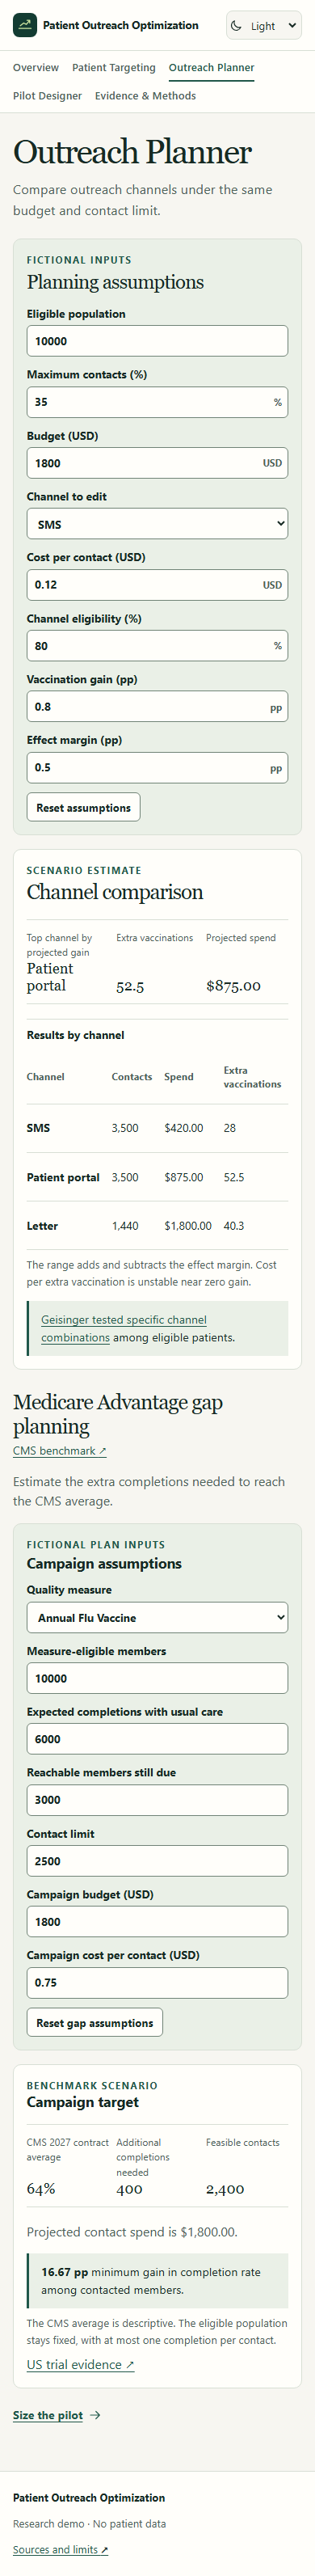 Patient Outreach Optimization
Light
Overview Patient Targeting Outreach Planner
Pilot Designer Evidence & Methods
Outreach Planner
Compare outreach channels under the same
budget and contact limit.
FICTIONAL INPUTS
Planning assumptions
Eligible population
10000
Maximum contacts (%)
35 %
Budget (USD)
1800 USD
Channel to edit
SMS
Cost per contact (USD)
0.12 USD
Channel eligibility (%)
80 %
Vaccination gain (pp)
0.8 pp
Effect margin (pp)
0.5 pp
Reset assumptions
SCENARIO ESTIMATE
Channel comparison
Top channel by
projected gain
Patient
portal
Extra vaccinations
52.5
Projected spend
$875.00
Results by channel
Channel Contacts Spend Extra
vaccinations
SMS 3,500 $420.00 28
Patient portal 3,500 $875.00 52.5
Letter 1,440 $1,800.00 40.3
The range adds and subtracts the effect margin. Cost
per extra vaccination is unstable near zero gain.
Geisinger tested specific channel
combinations among eligible patients.
Medicare Advantage gap
planning
CMS benchmark ↗
Estimate the extra completions needed to reach
the CMS average.
FICTIONAL PLAN INPUTS
Campaign assumptions
Quality measure
Annual Flu Vaccine
Measure-eligible members
10000
Expected completions with usual care
6000
Reachable members still due
3000
Contact limit
2500
Campaign budget (USD)
1800
Campaign cost per contact (USD)
0.75
Reset gap assumptions
BENCHMARK SCENARIO
Campaign target
CMS 2027 contract
average
64%
Additional
completions
needed
400
Feasible contacts
2,400
Projected contact spend is $1,800.00.
16.67 pp minimum gain in completion rate
among contacted members.
The CMS average is descriptive. The eligible population
stays fixed, with at most one completion per contact.
US trial evidence ↗
Size the pilot →
Patient Outreach Optimization
Research demo · No patient data
Sources and limits ↗